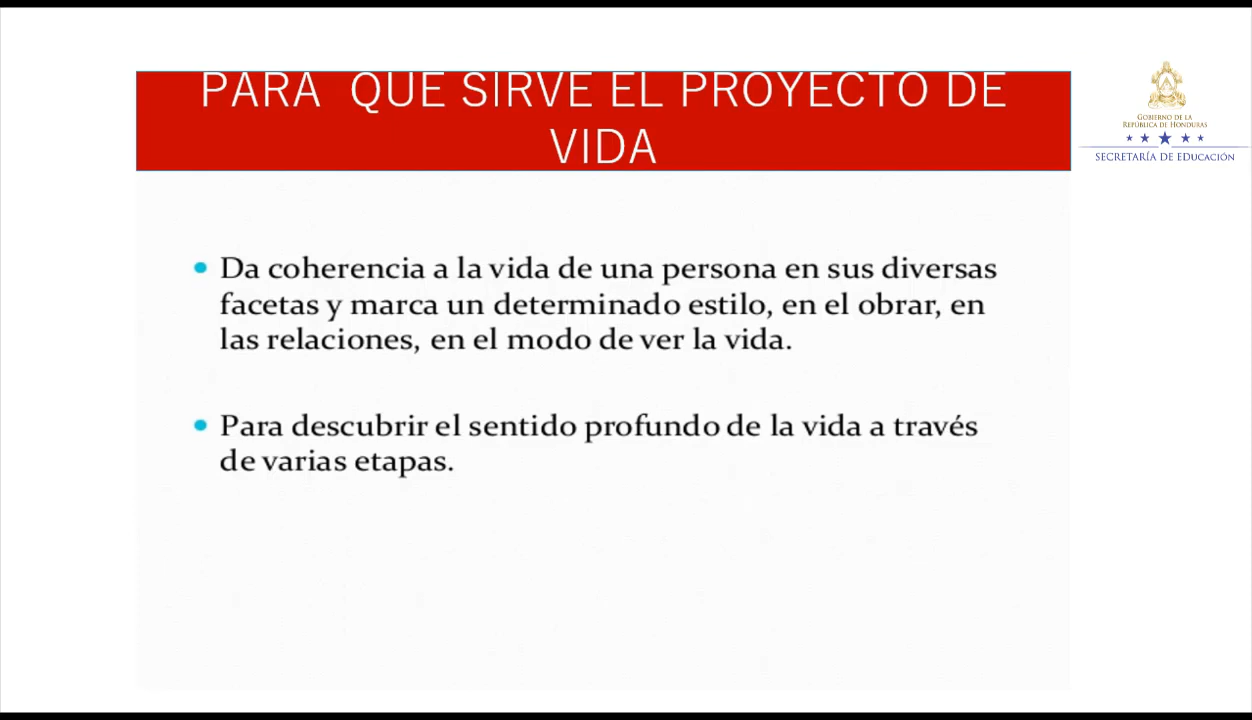 PARA QUE SIRVE EL PROYECTO DE
VIDA
GOBIERNO DE LA
REPÚBLICA DE HONDURAS
SECRETARÍA DE EDUCACIÓN
• Da coherencia a la vida de una persona en sus diversas
facetas y marca un determinado estilo, en el obrar, en
las relaciones, en el modo de ver la vida.
• Para descubrir el sentido profundo de la vida a través
de varias etapas.